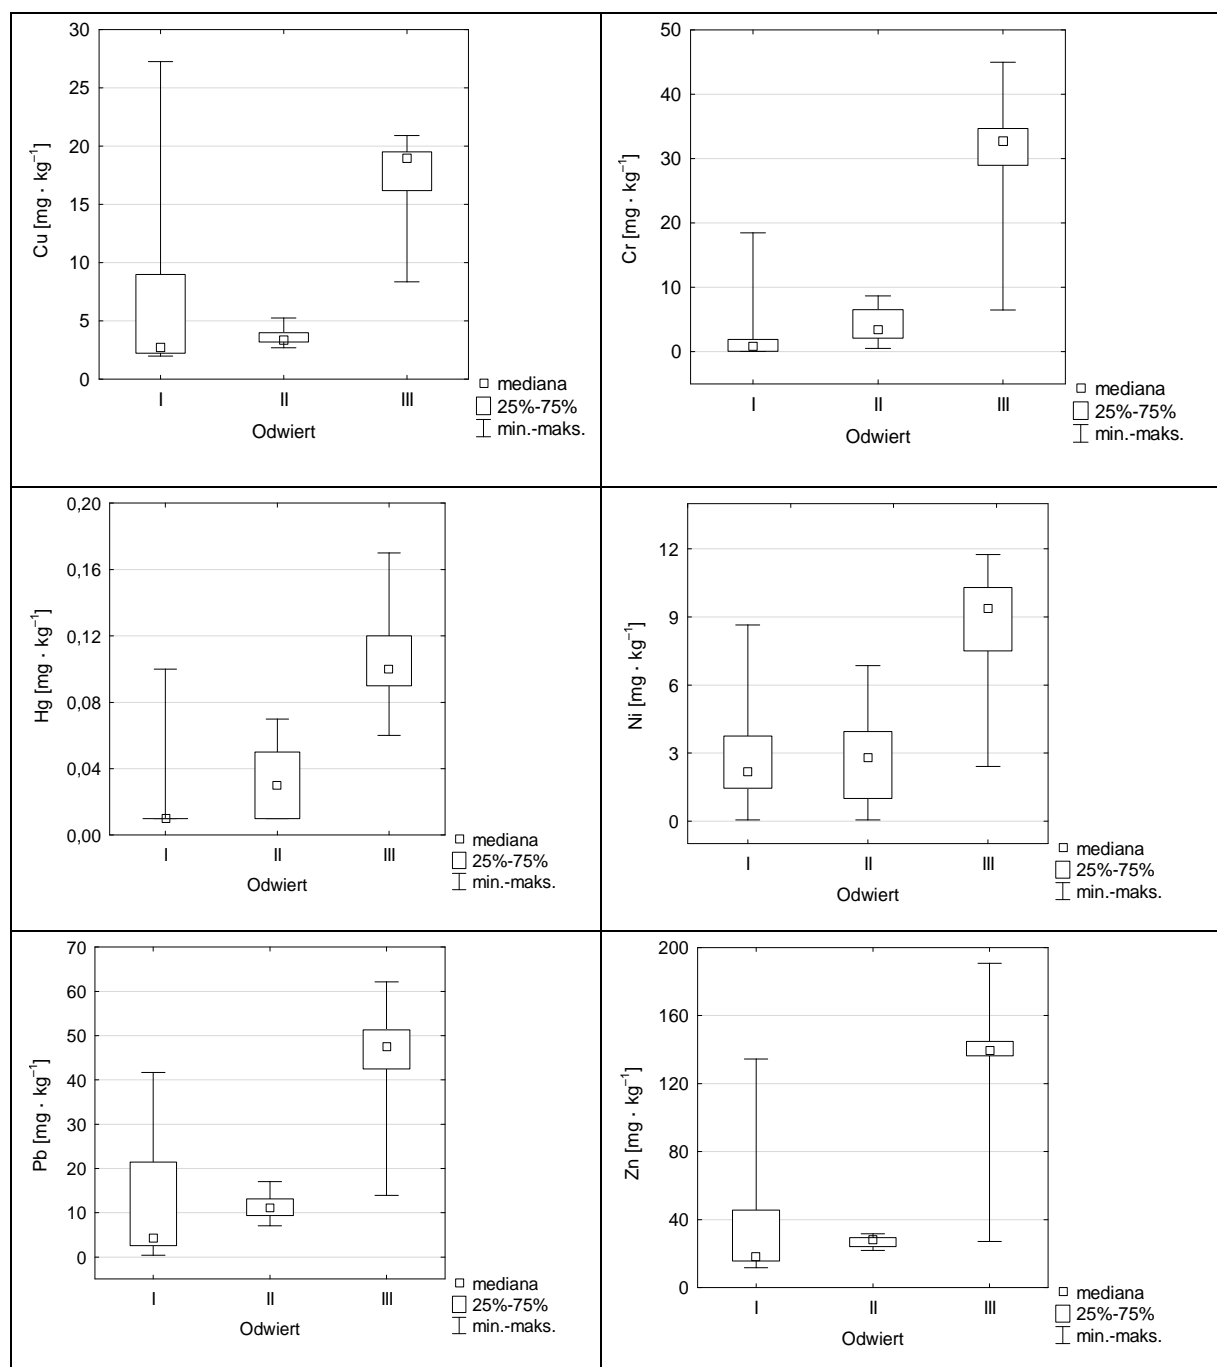 30
25
20
15
10
5
0
Cu [mg · kg⁻¹]
I II III
Odwiert
mediana
25%-75%
min.-maks.
50
40
30
20
10
0
Cr [mg · kg⁻¹]
I II III
Odwiert
mediana
25%-75%
min.-maks.
0,20
0,16
0,12
0,08
0,04
0,00
Hg [mg · kg⁻¹]
I II III
Odwiert
mediana
25%-75%
min.-maks.
12
9
6
3
0
Ni [mg · kg⁻¹]
I II III
Odwiert
mediana
25%-75%
min.-maks.
70
60
50
40
30
20
10
0
Pb [mg · kg⁻¹]
I II III
Odwiert
mediana
25%-75%
min.-maks.
200
160
120
80
40
0
Zn [mg · kg⁻¹]
I II III
Odwiert
mediana
25%-75%
min.-maks.